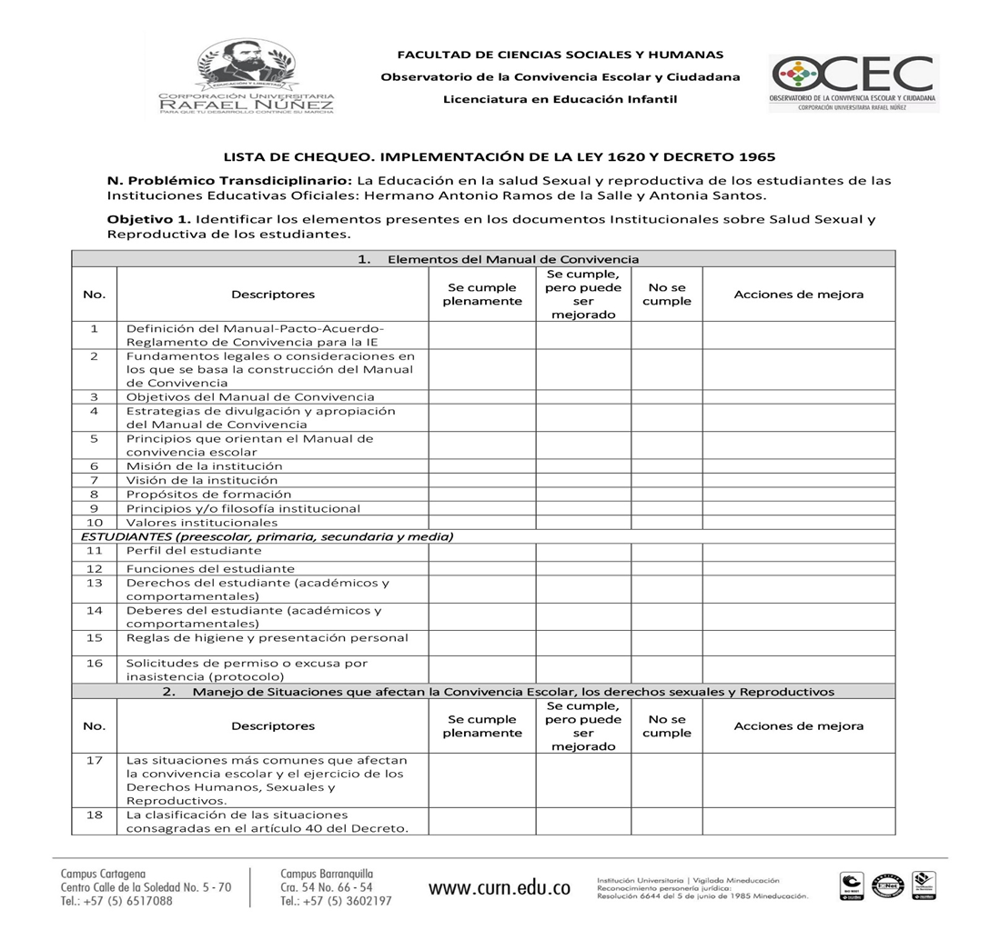 EDUCACIÓN Y LIBERTAD
CORPORACIÓN UNIVERSITARIA
RAFAEL NÚÑEZ
PARA QUE TU DESARROLLO CONTINÚE SU MARCHA
FACULTAD DE CIENCIAS SOCIALES Y HUMANAS
Observatorio de la Convivencia Escolar y Ciudadana
Licenciatura en Educación Infantil
OCEC
OBSERVATORIO DE LA CONVIVENCIA ESCOLAR Y CIUDADANA
CORPORACIÓN UNIVERSITARIA RAFAEL NÚÑEZ
LISTA DE CHEQUEO. IMPLEMENTACIÓN DE LA LEY 1620 Y DECRETO 1965
N. Problémico Transdiciplinario: La Educación en la salud Sexual y reproductiva de los estudiantes de las
Instituciones Educativas Oficiales: Hermano Antonio Ramos de la Salle y Antonia Santos.
Objetivo 1. Identificar los elementos presentes en los documentos Institucionales sobre Salud Sexual y
Reproductiva de los estudiantes.
1. Elementos del Manual de Convivencia
No.
Descriptores
Se cumple
plenamente
Se cumple,
pero puede
ser
mejorado
No se
cumple
Acciones de mejora
1 Definición del Manual-Pacto-Acuerdo-
Reglamento de Convivencia para la IE
2 Fundamentos legales o consideraciones en
los que se basa la construcción del Manual
de Convivencia
3 Objetivos del Manual de Convivencia
4 Estrategias de divulgación y apropiación
del Manual de Convivencia
5 Principios que orientan el Manual de
convivencia escolar
6 Misión de la institución
7 Visión de la institución
8 Propósitos de formación
9 Principios y/o filosofía institucional
10 Valores institucionales
ESTUDIANTES (preescolar, primaria, secundaria y media)
11 Perfil del estudiante
12 Funciones del estudiante
13 Derechos del estudiante (académicos y
comportamentales)
14 Deberes del estudiante (académicos y
comportamentales)
15 Reglas de higiene y presentación personal
16 Solicitudes de permiso o excusa por
inasistencia (protocolo)
2. Manejo de Situaciones que afectan la Convivencia Escolar, los derechos sexuales y Reproductivos
No.
Descriptores
Se cumple
plenamente
Se cumple,
pero puede
ser
mejorado
No se
cumple
Acciones de mejora
17 Las situaciones más comunes que afectan
la convivencia escolar y el ejercicio de los
Derechos Humanos, Sexuales y
Reproductivos.
18 La clasificación de las situaciones
consagradas en el artículo 40 del Decreto.
Campus Cartagena
Centro Calle de la Soledad No. 5 - 70
Tel.: +57 (5) 6517088
Campus Barranquilla
Cra. 54 No. 66 - 54
Tel.: +57 (5) 3602197
www.curn.edu.co
Institución Universitaria | Vigilada Mineducación
Reconocimiento personería jurídica:
Resolución 6644 del 5 de junio de 1985 Mineducación.